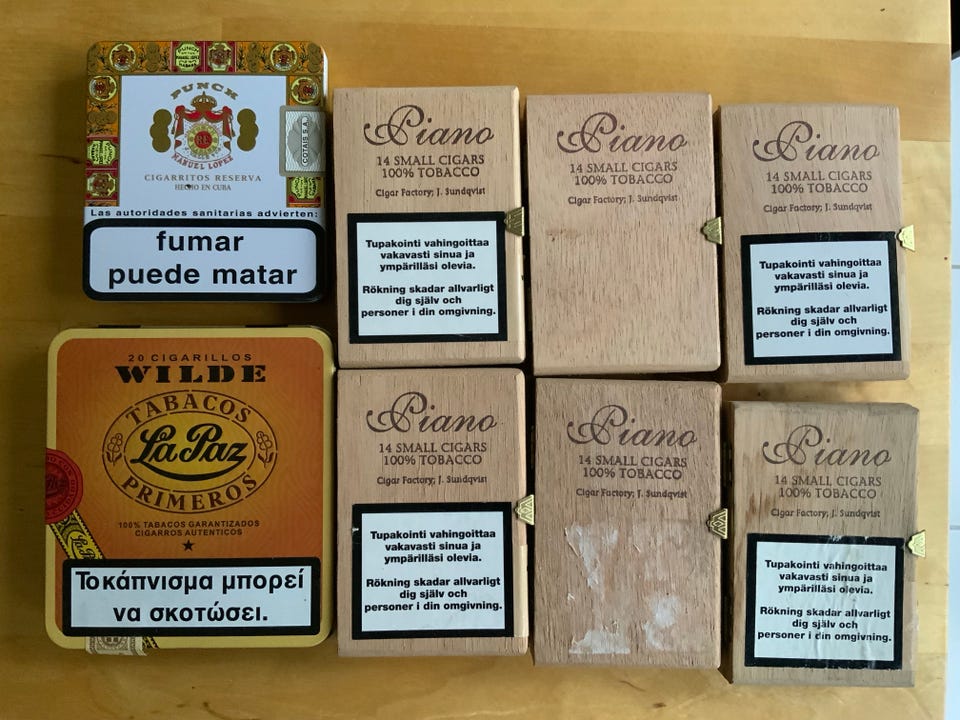 PUNCH
MANUEL LOPEZ
CIGARRITOS RESERVA
HECHO EN CUBA
COTAIS S.A.
Las autoridades sanitarias advierten:
fumar
puede matar
20 CIGARILLOS
WILDE
TABACOS
La Paz
PRIMEROS
100% TABACOS GARANTIZADOS
CIGARROS AUTENTICOS
La Paz
Το κάπνισμα μπορεί
να σκοτώσει.
Piano
14 SMALL CIGARS
100% TOBACCO
Cigar Factory; J. Sundqvist
Tupakointi vahingoittaa
vakavasti sinua ja
ympärilläsi olevia.
Rökning skadar allvarligt
dig själv och
personer i din omgivning.
Piano
14 SMALL CIGARS
100% TOBACCO
Cigar Factory; J. Sundqvist
Piano
14 SMALL CIGARS
100% TOBACCO
Cigar Factory; J. Sundqvist
Tupakointi vahingoittaa
vakavasti sinua ja
ympärilläsi olevia.
Rökning skadar allvarligt
dig själv och
personer i din omgivning.
Piano
14 SMALL CIGARS
100% TOBACCO
Cigar Factory; J. Sundqvist
Tupakointi vahingoittaa
vakavasti sinua ja
ympärilläsi olevia.
Rökning skadar allvarligt
dig själv och
personer i din omgivning.
Piano
14 SMALL CIGARS
100% TOBACCO
Cigar Factory; J. Sundqvist
Piano
14 SMALL CIGARS
100% TOBACCO
Cigar Factory; J. Sundqvist
Tupakointi vahingoittaa
vakavasti sinua ja
ympärilläsi olevia.
Rökning skadar allvarligt
dig själv och
personer i din omgivning.